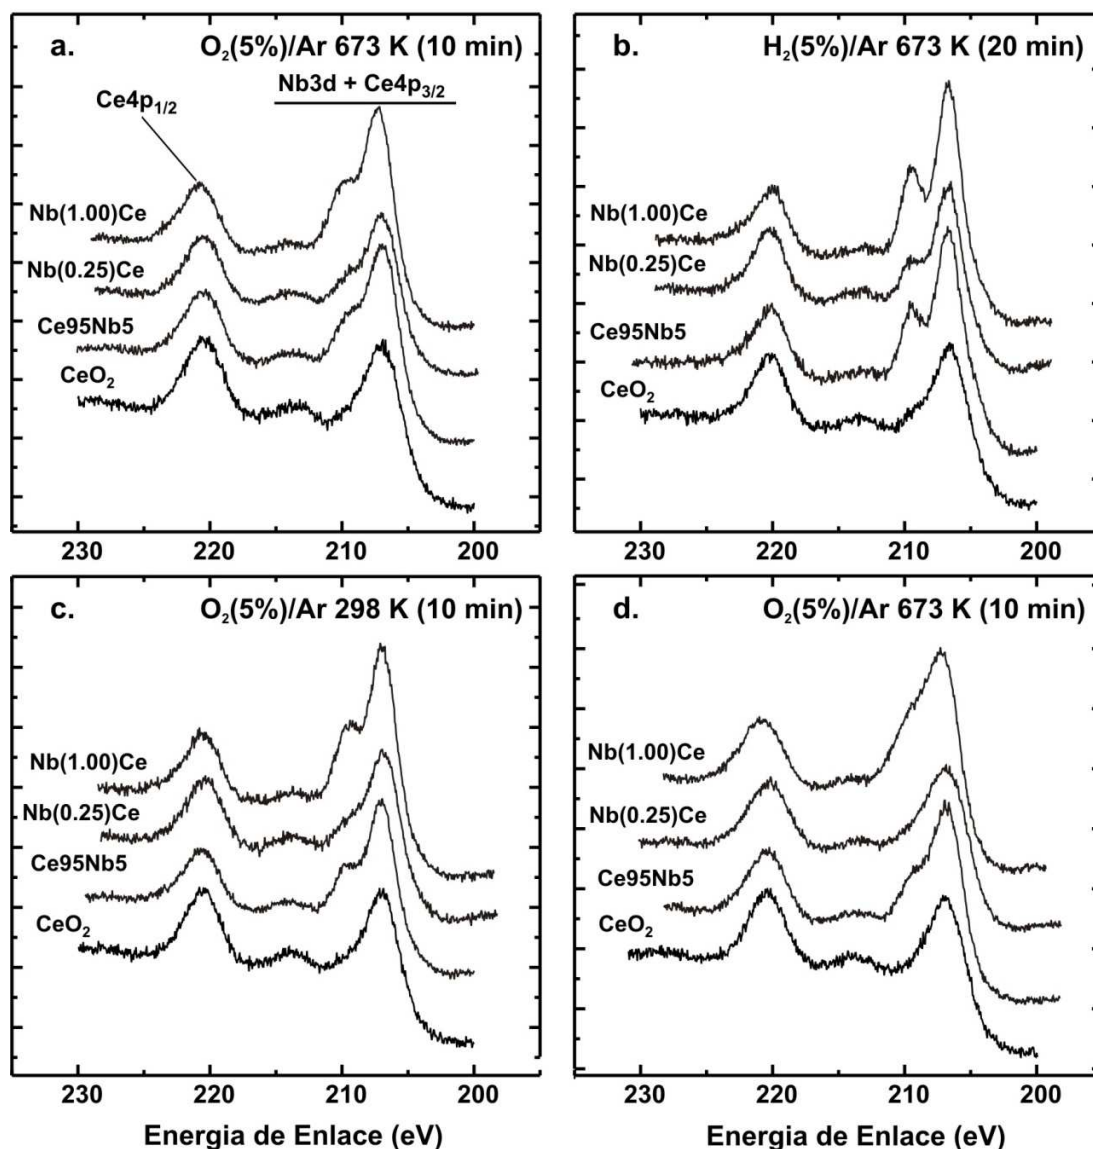 a. O₂(5%)/Ar 673 K (10 min)
Nb3d + Ce4p₃/₂
Ce4p₁/₂
Nb(1.00)Ce
Nb(0.25)Ce
Ce95Nb5
CeO₂
230 220 210 200
b. H₂(5%)/Ar 673 K (20 min)
Nb(1.00)Ce
Nb(0.25)Ce
Ce95Nb5
CeO₂
230 220 210 200
c. O₂(5%)/Ar 298 K (10 min)
Nb(1.00)Ce
Nb(0.25)Ce
Ce95Nb5
CeO₂
230 220 210 200
Energia de Enlace (eV)
d. O₂(5%)/Ar 673 K (10 min)
Nb(1.00)Ce
Nb(0.25)Ce
Ce95Nb5
CeO₂
230 220 210 200
Energia de Enlace (eV)